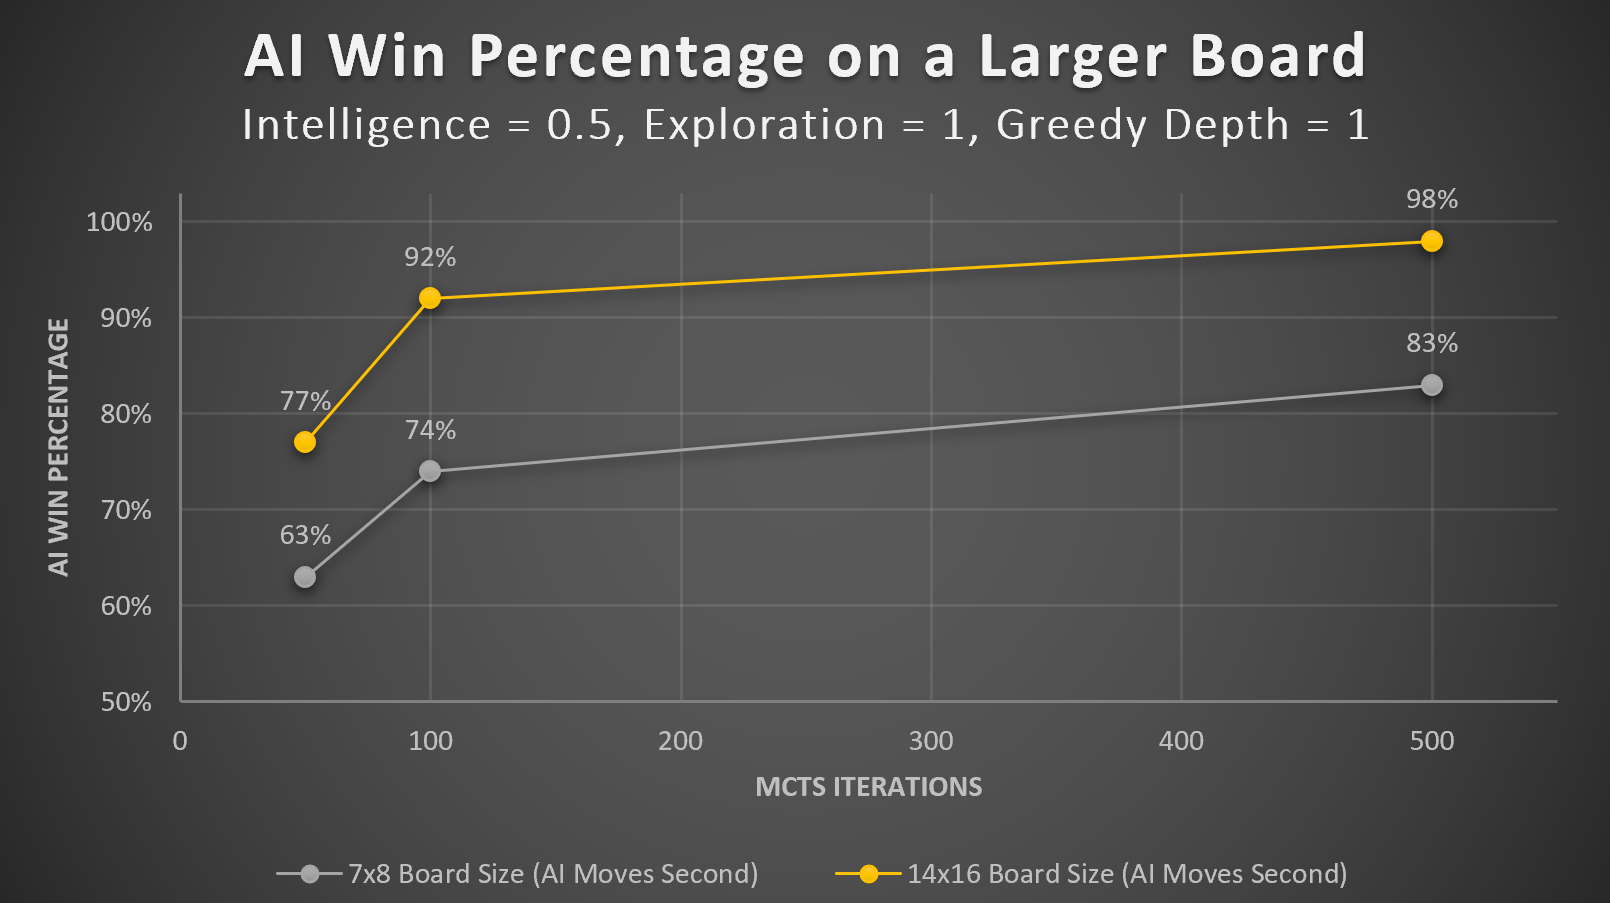 AI Win Percentage on a Larger Board
Intelligence = 0.5, Exploration = 1, Greedy Depth = 1
100%
90%
80%
70%
60%
50%
AI WIN PERCENTAGE
77%
92%
98%
63%
74%
83%
0 100 200 300 400 500
MCTS ITERATIONS
7x8 Board Size (AI Moves Second) 14x16 Board Size (AI Moves Second)